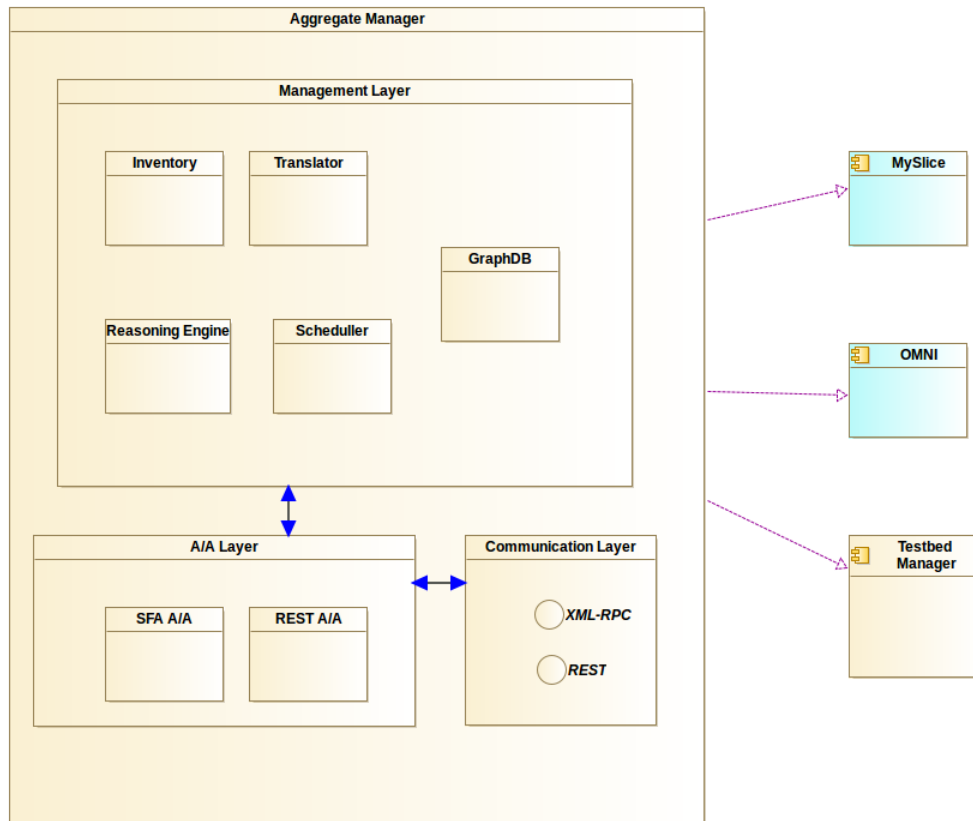 Aggregate Manager
Management Layer
Inventory
Translator
GraphDB
Reasoning Engine
Scheduller
A/A Layer
SFA A/A
REST A/A
Communication Layer
XML-RPC
REST
MySlice
OMNI
Testbed
Manager